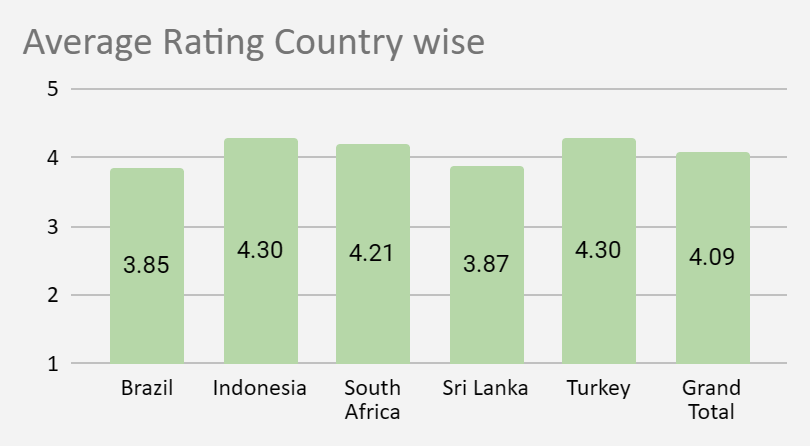 Average Rating Country wise
5
4
3
2
1
3.85
4.30
4.21
3.87
4.30
4.09
Brazil
Indonesia
South
Africa
Sri Lanka
Turkey
Grand
Total